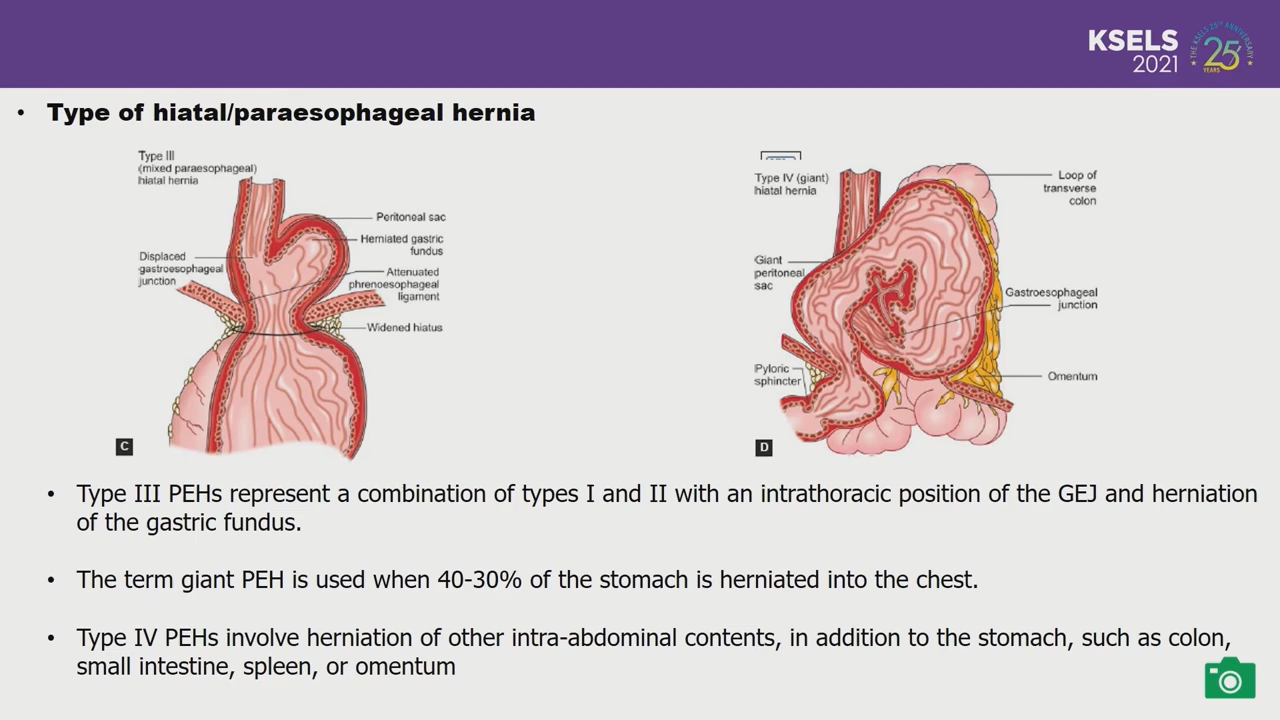 KSELS
2021
THE KSELS 25TH ANNIVERSARY
25
YEARS
• Type of hiatal/paraesophageal hernia
Type III
(mixed paraesophageal)
hiatal hernia
Peritoneal sac
Herniated gastric
fundus
Displaced
gastroesophageal
junction
Attenuated
phrenoesophageal
ligament
Widened hiatus
C
Type IV (giant)
hiatal hernia
Loop of
transverse
colon
Giant
peritoneal
sac
Gastroesophageal
junction
Pyloric
sphincter
Omentum
D
• Type III PEHs represent a combination of types I and II with an intrathoracic position of the GEJ and herniation
of the gastric fundus.
• The term giant PEH is used when 40-30% of the stomach is herniated into the chest.
• Type IV PEHs involve herniation of other intra-abdominal contents, in addition to the stomach, such as colon,
small intestine, spleen, or omentum